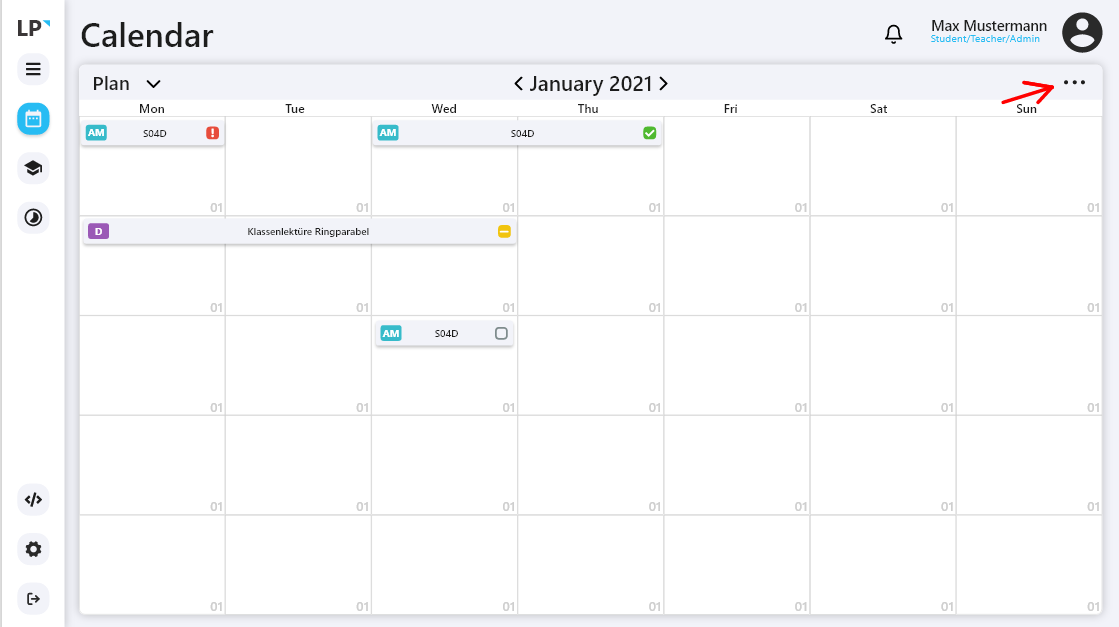 LP
Calendar
Max Mustermann
Student/Teacher/Admin
Plan
January 2021
Mon Tue Wed Thu Fri Sat Sun
AM S04D AM S04D
01 01 01 01 01 01 01
D Klassenlektüre Ringparabel
01 01 01 01 01 01 01
AM S04D
01 01 01 01 01 01 01
01 01 01 01 01 01 01
01 01 01 01 01 01 01